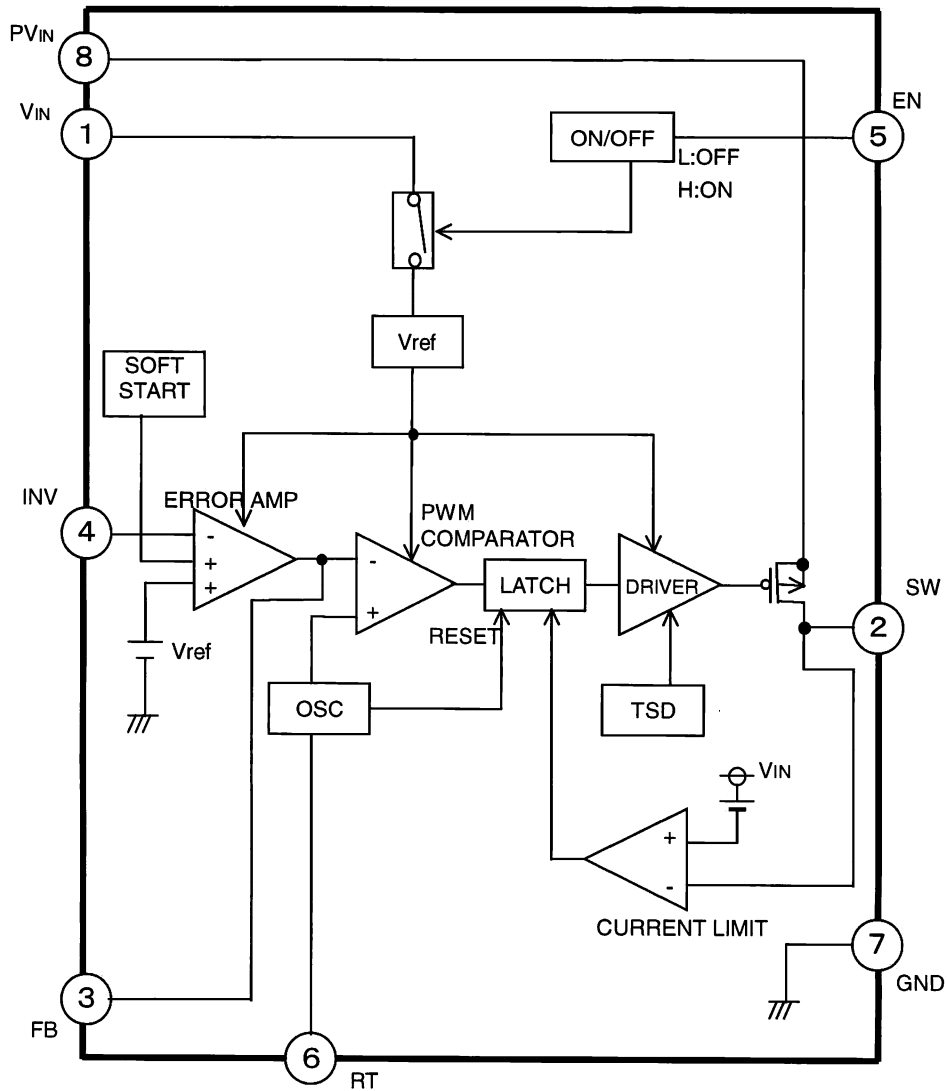 PVIN
8
VIN
1
EN
5
ON/OFF
L:OFF
H:ON
Vref
SOFT
START
INV
4
ERROR AMP
-
+
+
Vref
PWM
COMPARATOR
-
+
LATCH
RESET
DRIVER
SW
2
OSC
TSD
VIN
+
-
CURRENT LIMIT
7
GND
3
FB
6
RT